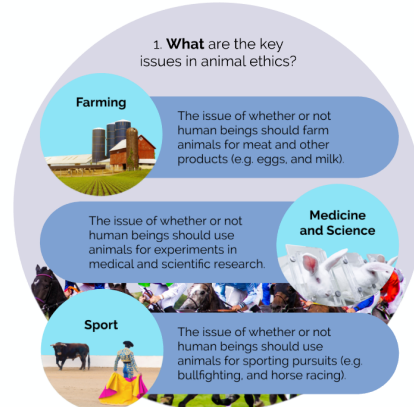 1. What are the key
issues in animal ethics?
Farming
The issue of whether or not
human beings should farm
animals for meat and other
products (e.g. eggs, and milk).
The issue of whether or not
human beings should use
animals for experiments in
medical and scientific research.
Medicine
and Science
Sport
The issue of whether or not
human beings should use
animals for sporting pursuits (e.g.
bullfighting, and horse racing).